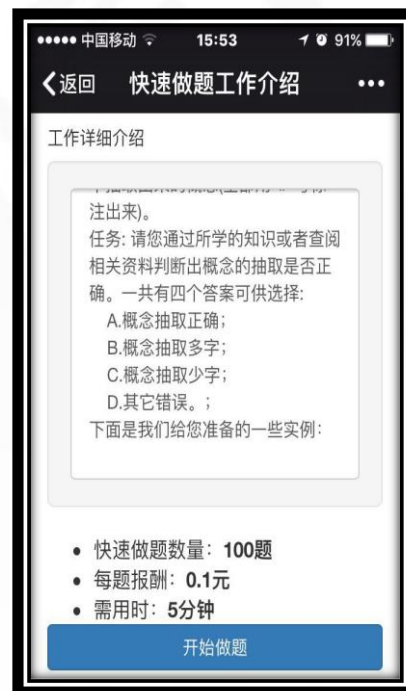 中国移动 15:53 91%
返回 快速做题工作介绍
工作详细介绍
注出来)。
任务: 请您通过所学的知识或者查阅
相关资料判断出概念的抽取是否正
确。一共有四个答案可供选择:
A.概念抽取正确；
B.概念抽取多字；
C.概念抽取少字；
D.其它错误。；
下面是我们给您准备的一些实例：
快速做题数量：100题
每题报酬：0.1元
需用时：5分钟
开始做题